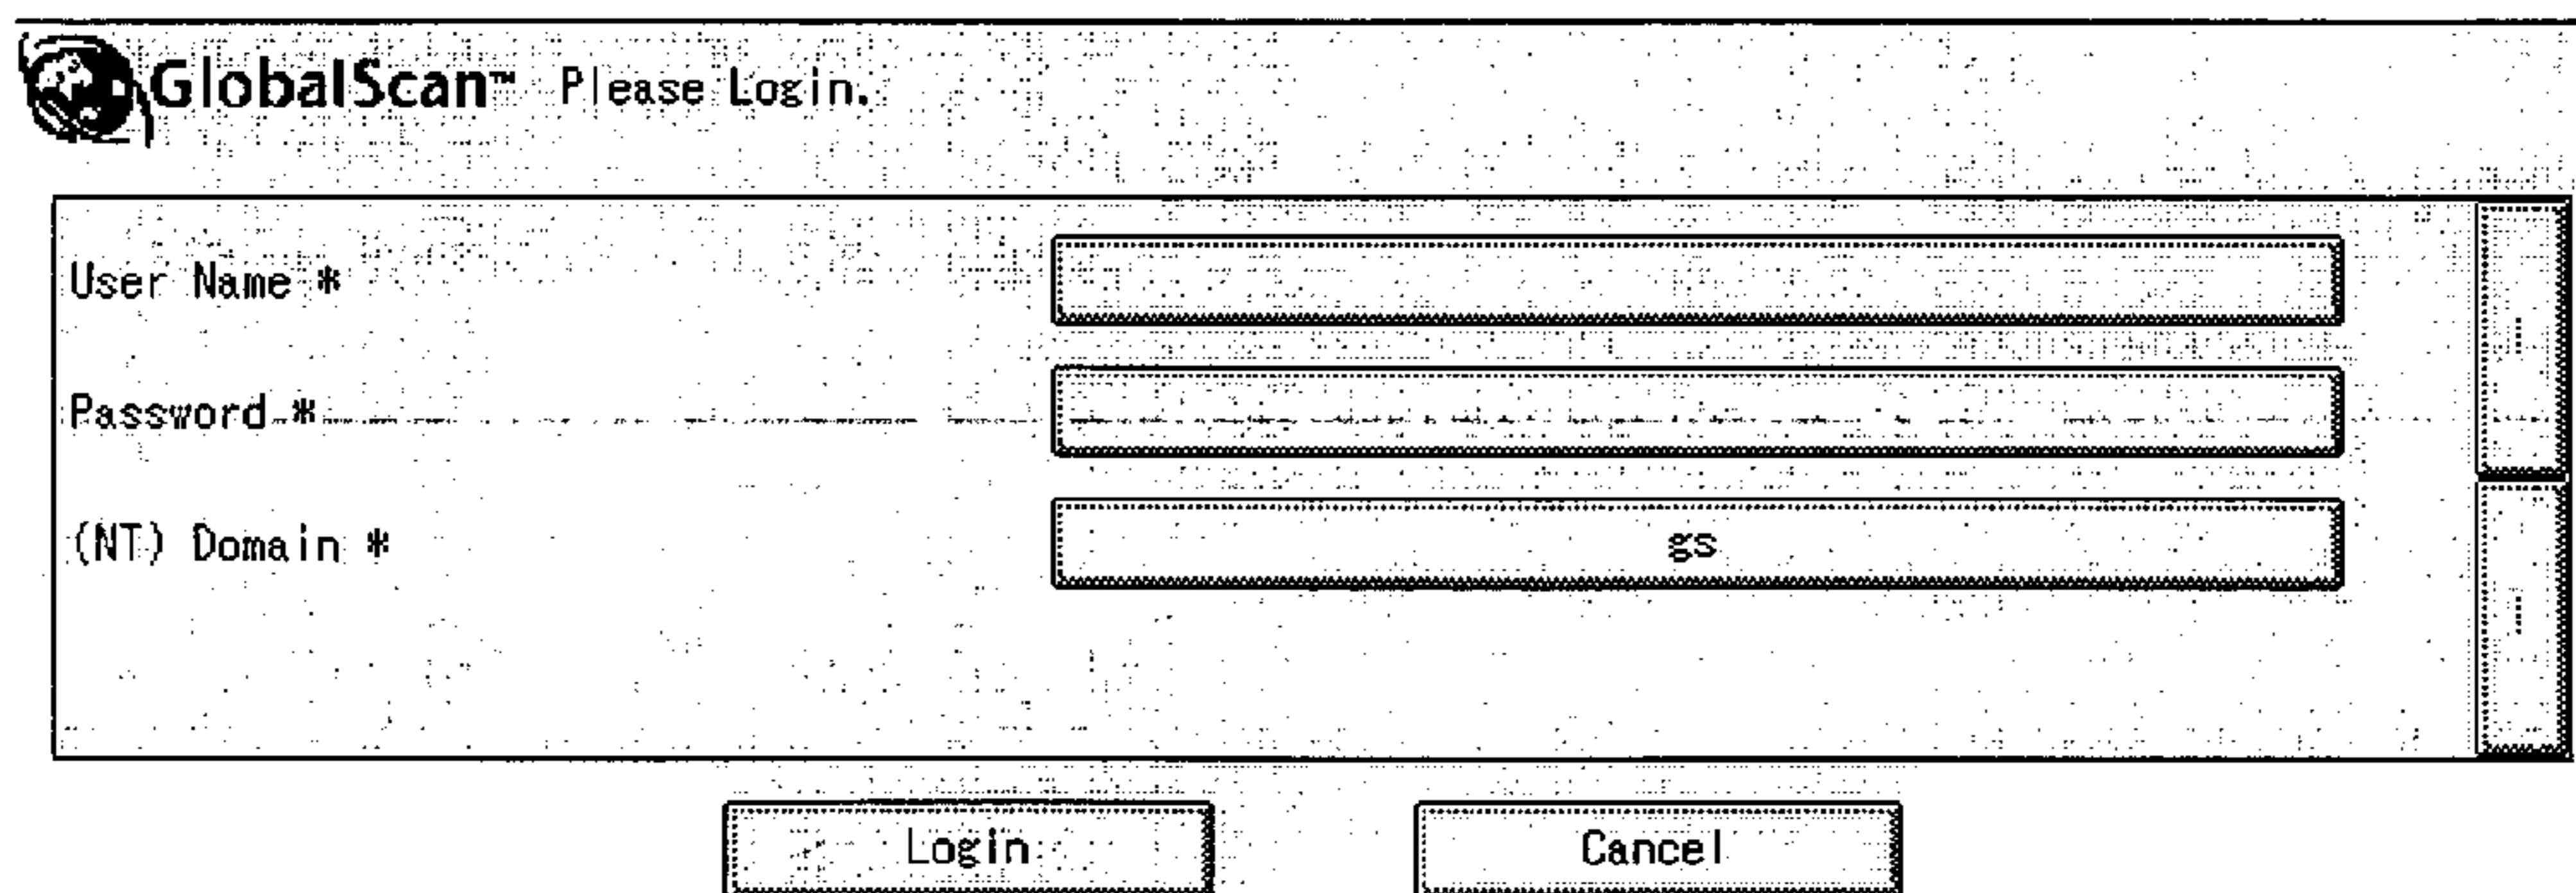 GlobalScan™ Please Login.
User Name *
Password *
(NT) Domain * gs
Login Cancel